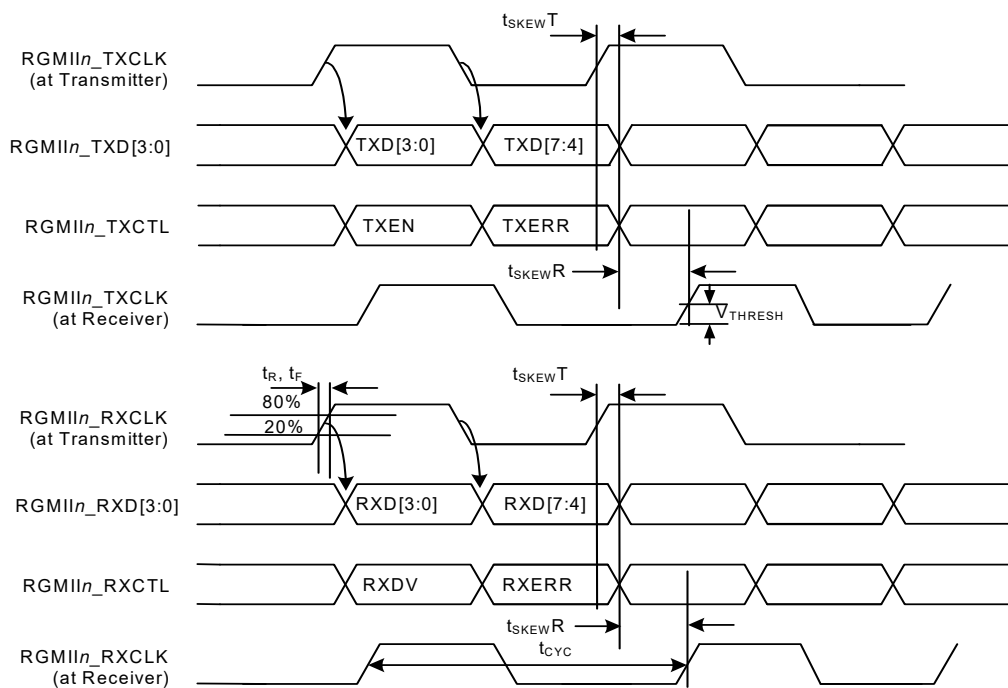 tSKEWT
RGMIIn_TXCLK
(at Transmitter)
RGMIIn_TXD[3:0]
TXD[3:0]
TXD[7:4]
RGMIIn_TXCTL
TXEN
TXERR
tSKEWR
RGMIIn_TXCLK
(at Receiver)
VTHRESH
tR, tF
tSKEWT
80%
RGMIIn_RXCLK
(at Transmitter)
20%
RGMIIn_RXD[3:0]
RXD[3:0]
RXD[7:4]
RGMIIn_RXCTL
RXDV
RXERR
tSKEWR
tCYC
RGMIIn_RXCLK
(at Receiver)